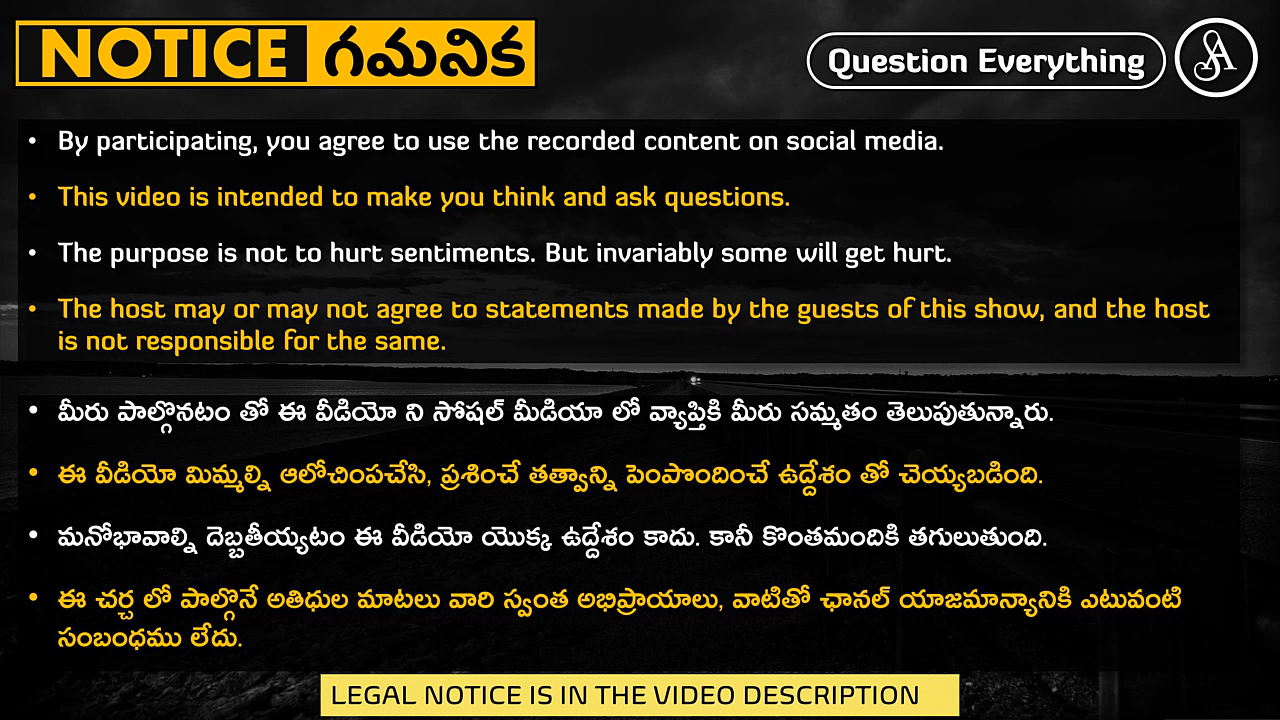 NOTICE గమనిక
Question Everything
• By participating, you agree to use the recorded content on social media.
• This video is intended to make you think and ask questions.
• The purpose is not to hurt sentiments. But invariably some will get hurt.
• The host may or may not agree to statements made by the guests of this show, and the host
is not responsible for the same.
• మీరు పాల్గొనటం తో ఈ వీడియో ని సోషల్ మీడియా లో వ్యాప్తికి మీరు సమ్మతం తెలుపుతున్నారు.
• ఈ వీడియో మిమ్మల్ని ఆలోచింపచేసి, ప్రశించే తత్వాన్ని పెంపొందించే ఉద్దేశం తో చెయ్యబడింది.
• మనోభావాల్ని దెబ్బతీయ్యటం ఈ వీడియో యొక్క ఉద్దేశం కాదు. కానీ కొంతమందికి తగులుతుంది.
• ఈ చర్చ లో పాల్గొనే అతిధుల మాటలు వారి స్వంత అభిప్రాయాలు, వాటితో ఛానల్ యాజమాన్యానికి ఎటువంటి
సంబంధము లేదు.
LEGAL NOTICE IS IN THE VIDEO DESCRIPTION